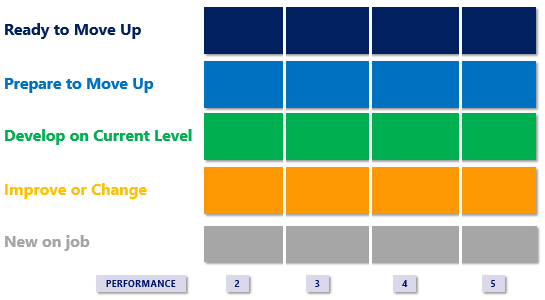 Ready to Move Up
Prepare to Move Up
Develop on Current Level
Improve or Change
New on job
PERFORMANCE 2 3 4 5